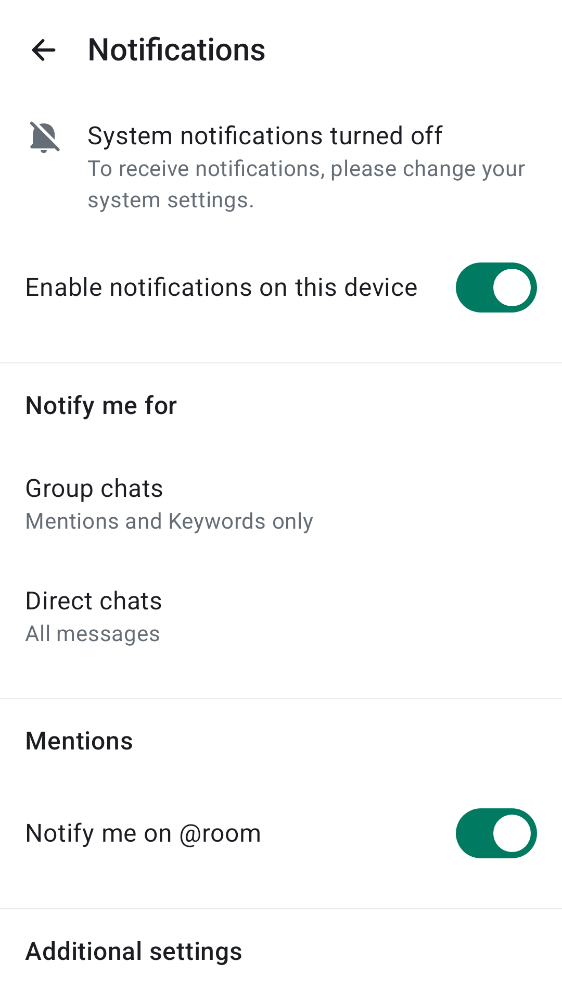 Notifications
System notifications turned off
To receive notifications, please change your
system settings.
Enable notifications on this device
Notify me for
Group chats
Mentions and Keywords only
Direct chats
All messages
Mentions
Notify me on @room
Additional settings